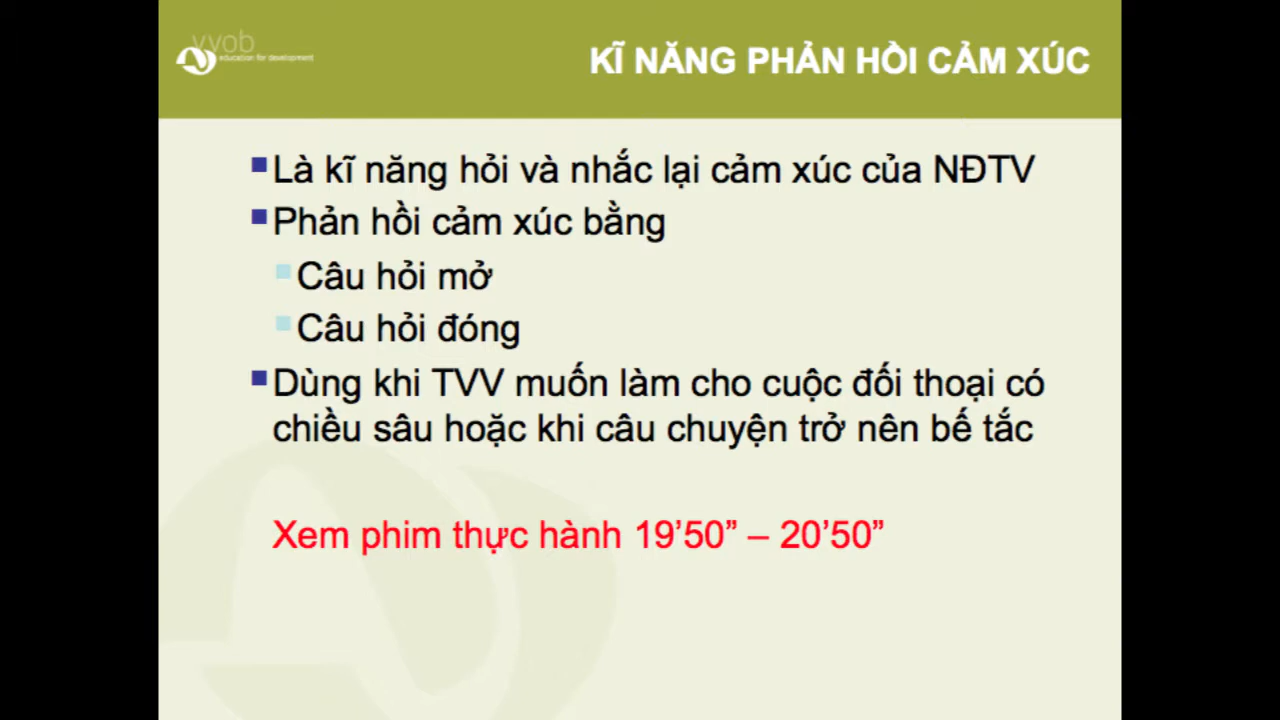 vvob
education for development
KĨ NĂNG PHẢN HỒI CẢM XÚC
Là kĩ năng hỏi và nhắc lại cảm xúc của NĐTV
Phản hồi cảm xúc bằng
Câu hỏi mở
Câu hỏi đóng
Dùng khi TVV muốn làm cho cuộc đối thoại có
chiều sâu hoặc khi câu chuyện trở nên bế tắc
Xem phim thực hành 19’50” – 20’50”